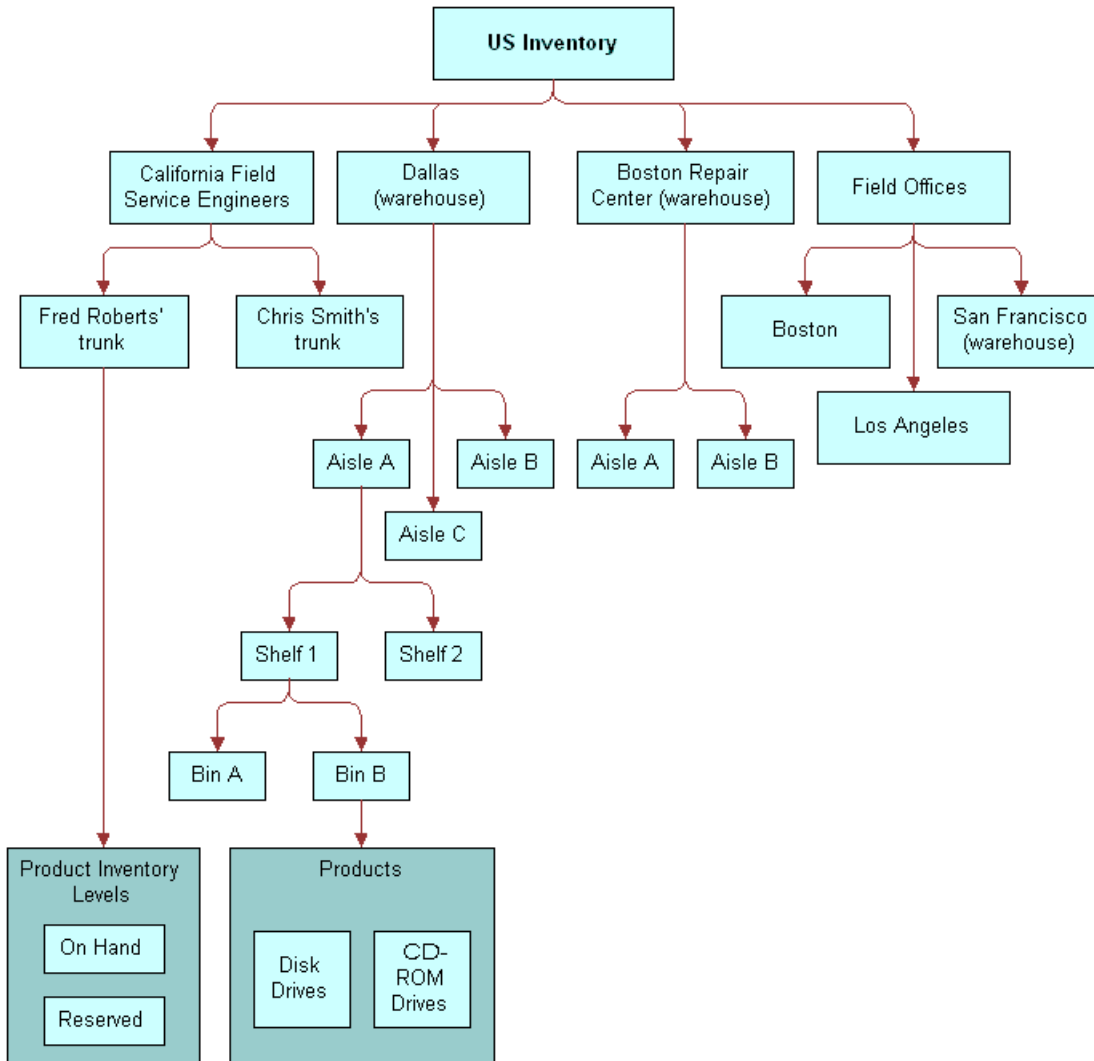 US Inventory
California Field
Service Engineers
Dallas
(warehouse)
Boston Repair
Center (warehouse)
Field Offices
Fred Roberts'
trunk
Chris Smith's
trunk
Boston
San Francisco
(warehouse)
Los Angeles
Aisle A
Aisle B
Aisle A
Aisle B
Aisle C
Shelf 1
Shelf 2
Bin A
Bin B
Product Inventory
Levels
On Hand
Reserved
Products
Disk
Drives
CD-
ROM
Drives